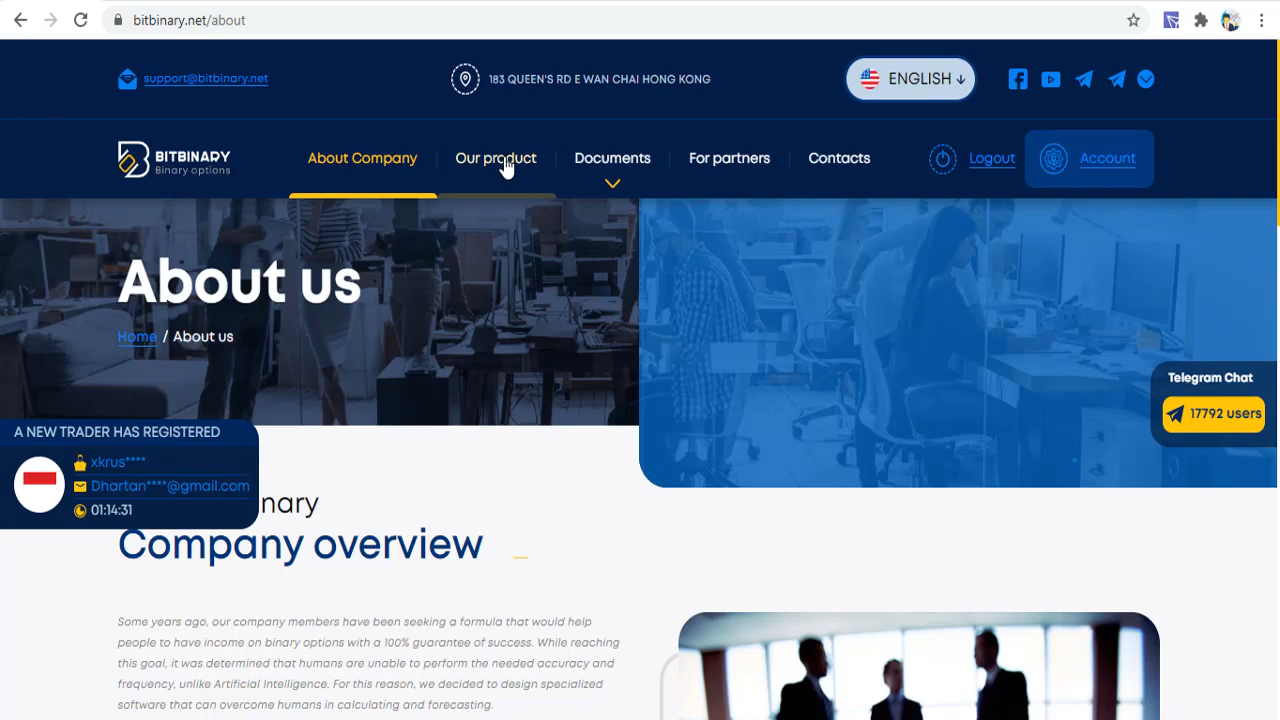 bitbinary.net/about
support@bitbinary.net
183 QUEEN'S RD E WAN CHAI HONG KONG
ENGLISH
BITBINARY
Binary options
About Company
Our product
Documents
For partners
Contacts
Logout
Account
About us
Home / About us
Telegram Chat
17792 users
A NEW TRADER HAS REGISTERED
xkrus****
Dhartan****@gmail.com
01:14:31
nary
Company overview
Some years ago, our company members have been seeking a formula that would help
people to have income on binary options with a 100% guarantee of success. While reaching
this goal, it was determined that humans are unable to perform the needed accuracy and
frequency, unlike Artificial Intelligence. For this reason, we decided to design specialized
software that can overcome humans in calculating and forecasting.